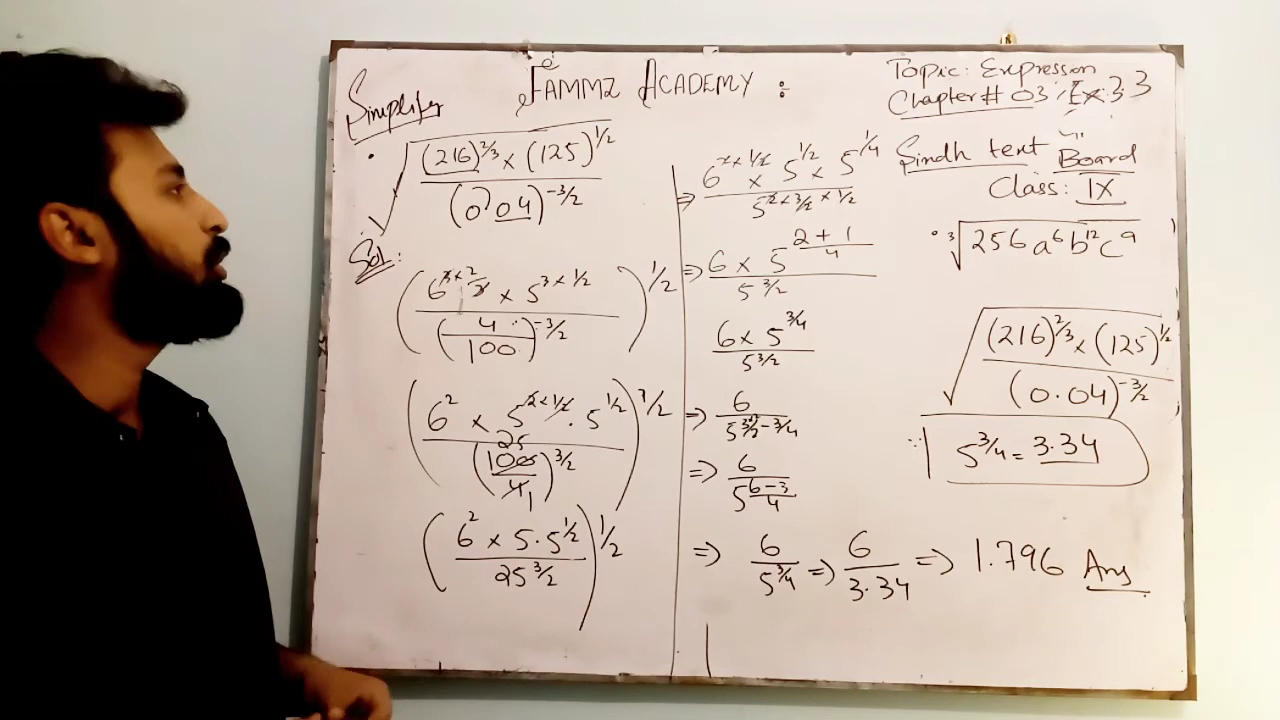 Simplify
FAMMZ ACADEMY :
Topic: Expression
Chapter# 03, Ex 3.3
Sindh text Board
Class: IX
• √((216)^2/3 × (125)^1/2 / (0.04)^-3/2)
Sol:
(6^3×2/3 × 5^3×1/2 / (4/100)^-3/2)^1/2
(6^2 × 5^2×1/2 . 5^1/2 / (100/4)^3/2)^1/2
25
1
(6^2 × 5 . 5^1/2 / 25^3/2)^1/2
⇒ 6^2×1/2 × 5^1/2 × 5^1/4 / 5^2×3/2×1/2
⇒ 6 × 5^(2+1)/4 / 5^3/2
6 × 5^3/4 / 5^3/2
⇒ 6 / 5^3/2-3/4
⇒ 6 / 5^(6-3)/4
⇒ 6 / 5^3/4 ⇒ 6 / 3.34 ⇒ 1.796 Ans
• ³√256 a^6 b^12 c^9
√((216)^2/3 × (125)^1/2 / (0.04)^-3/2)
∵ 5^3/4 = 3.34